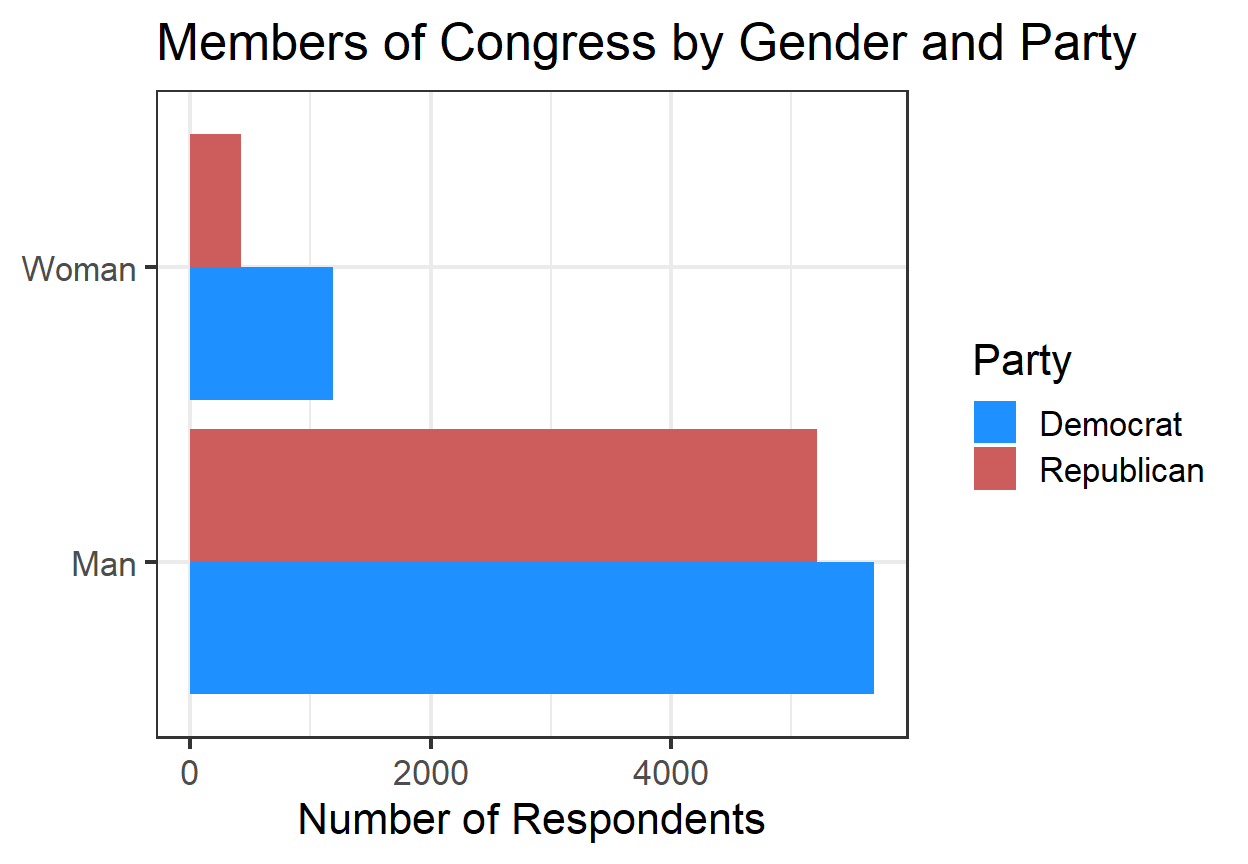 Members of Congress by Gender and Party
Woman
Man
0 2000 4000
Number of Respondents
Party
Democrat
Republican